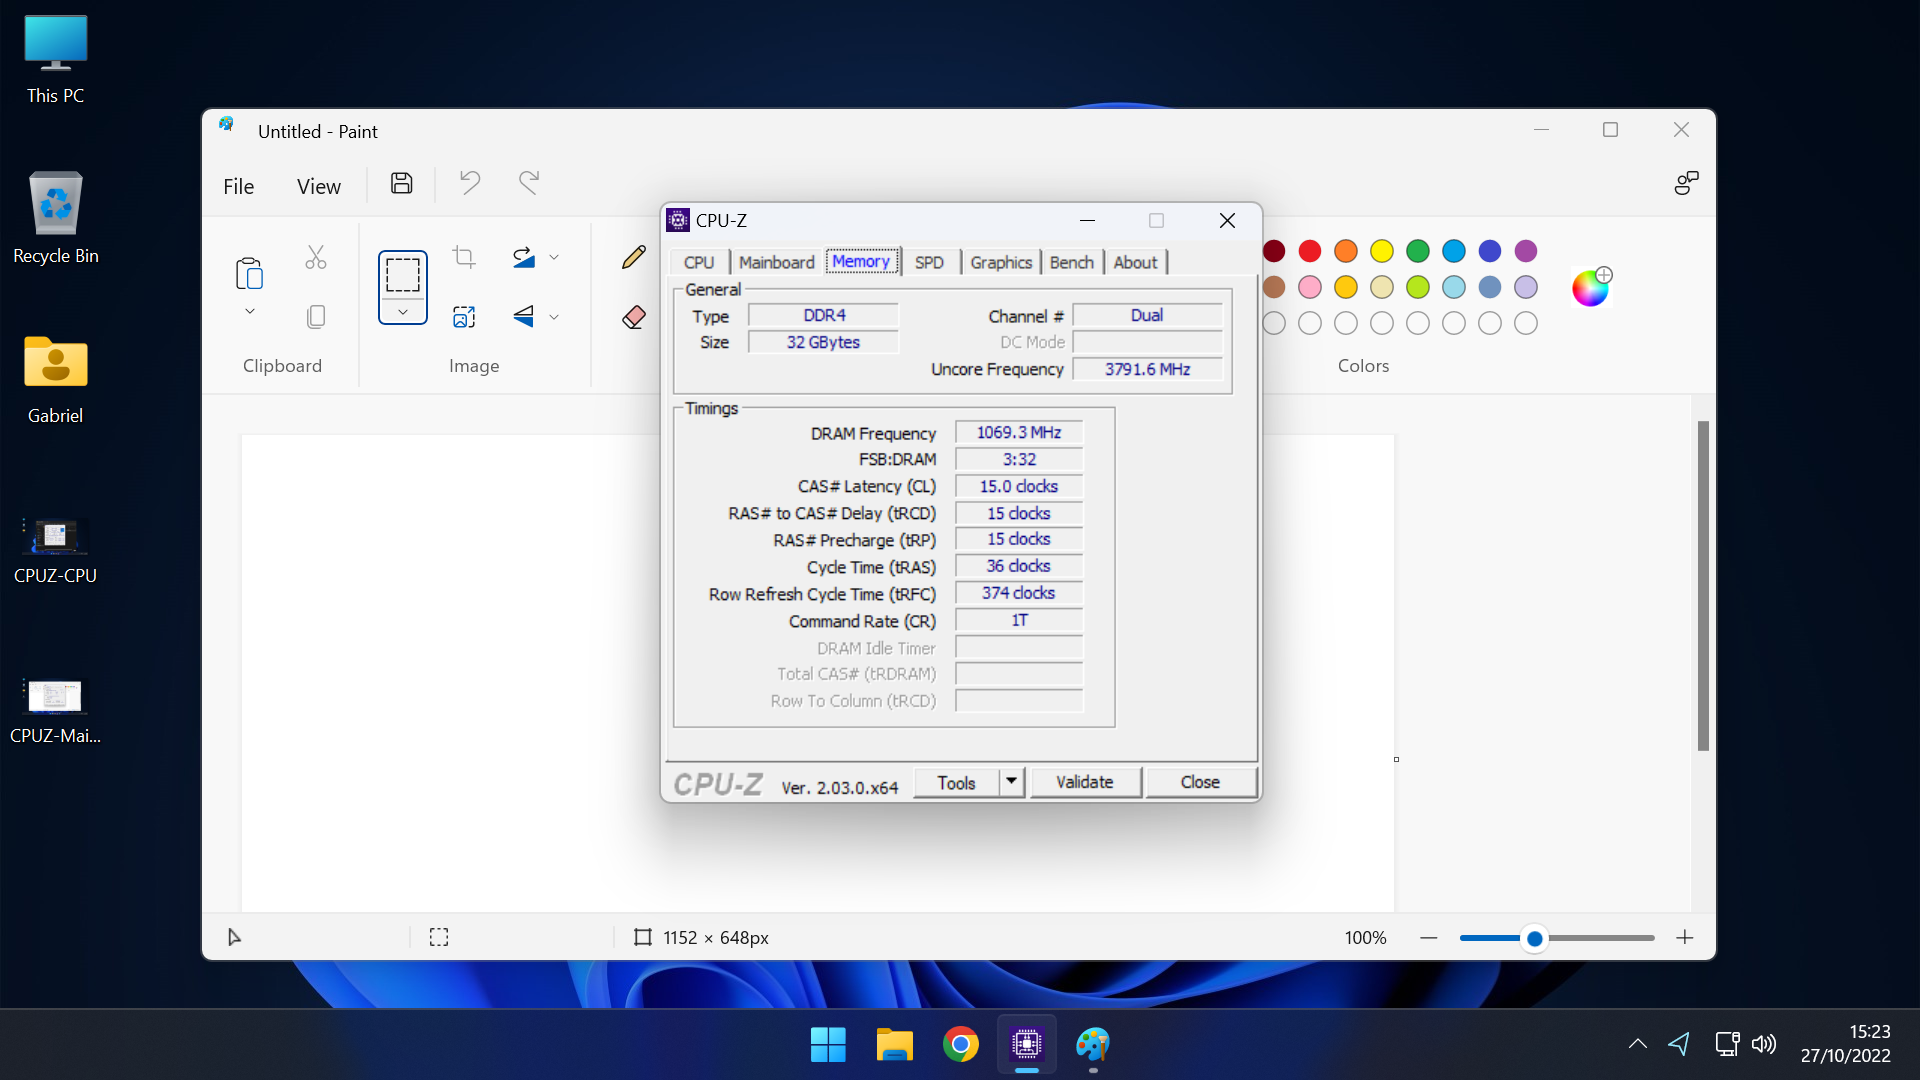 This PC
Recycle Bin
Gabriel
CPUZ-CPU
CPUZ-Mai...
Untitled - Paint
File View
Clipboard
Image
Colors
CPU-Z
CPU Mainboard Memory SPD Graphics Bench About
General
Type DDR4 Channel # Dual
Size 32 GBytes DC Mode
Uncore Frequency 3791.6 MHz
Timings
DRAM Frequency 1069.3 MHz
FSB:DRAM 3:32
CAS# Latency (CL) 15.0 clocks
RAS# to CAS# Delay (tRCD) 15 clocks
RAS# Precharge (tRP) 15 clocks
Cycle Time (tRAS) 36 clocks
Row Refresh Cycle Time (tRFC) 374 clocks
Command Rate (CR) 1T
DRAM Idle Timer
Total CAS# (tRDRAM)
Row To Column (tRCD)
CPU-Z Ver. 2.03.0.x64 Tools Validate Close
1152 × 648px 100%
15:23
27/10/2022